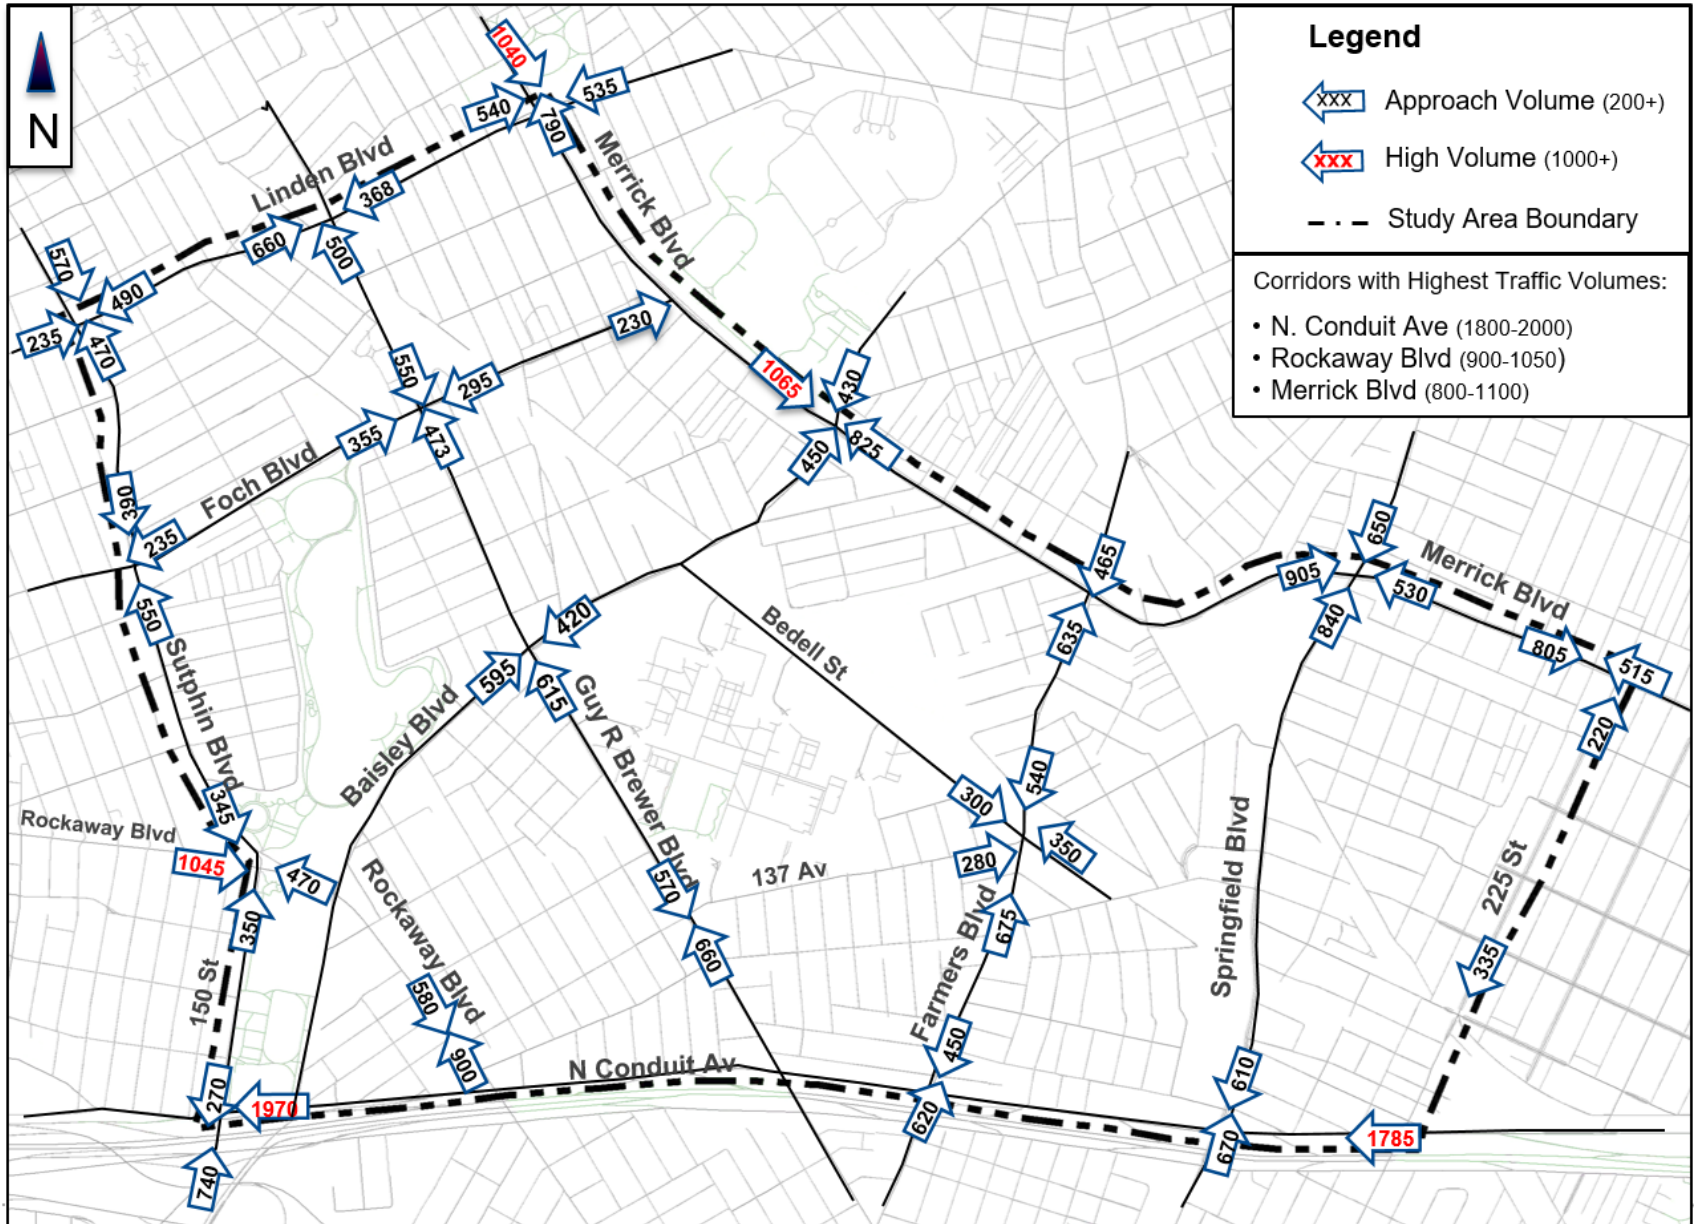 N
Legend
xxx Approach Volume (200+)
xxx High Volume (1000+)
Study Area Boundary
Corridors with Highest Traffic Volumes:
• N. Conduit Ave (1800-2000)
• Rockaway Blvd (900-1050)
• Merrick Blvd (800-1100)
1040
535
540
790
Merrick Blvd
Linden Blvd
368
660
500
570
490
235
470
230
550
295
355
473
Foch Blvd
1065
430
450
825
390
235
550
465
635
650
905
530
840
Merrick Blvd
805
515
220
420
595
615
Bedell St
Sutphin Blvd
Baisley Blvd
Guy R Brewer Blvd
345
Rockaway Blvd
1045
470
350
540
300
350
280
137 Av
570
660
675
Farmers Blvd
Springfield Blvd
225 St
335
Rockaway Blvd
580
900
150 St
N Conduit Av
450
620
610
670
1785
270
1970
740